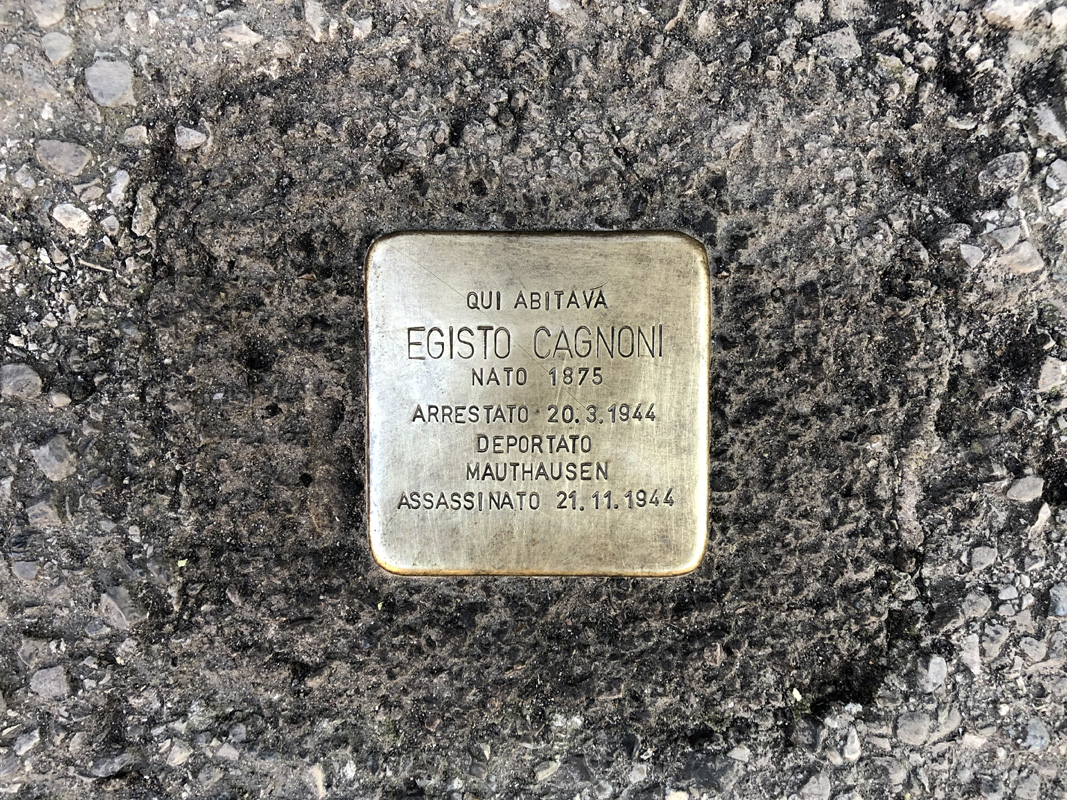 QUI ABITAVA
EGISTO CAGNONI
NATO 1875
ARRESTATO 20.3.1944
DEPORTATO
MAUTHAUSEN
ASSASSINATO 21.11.1944